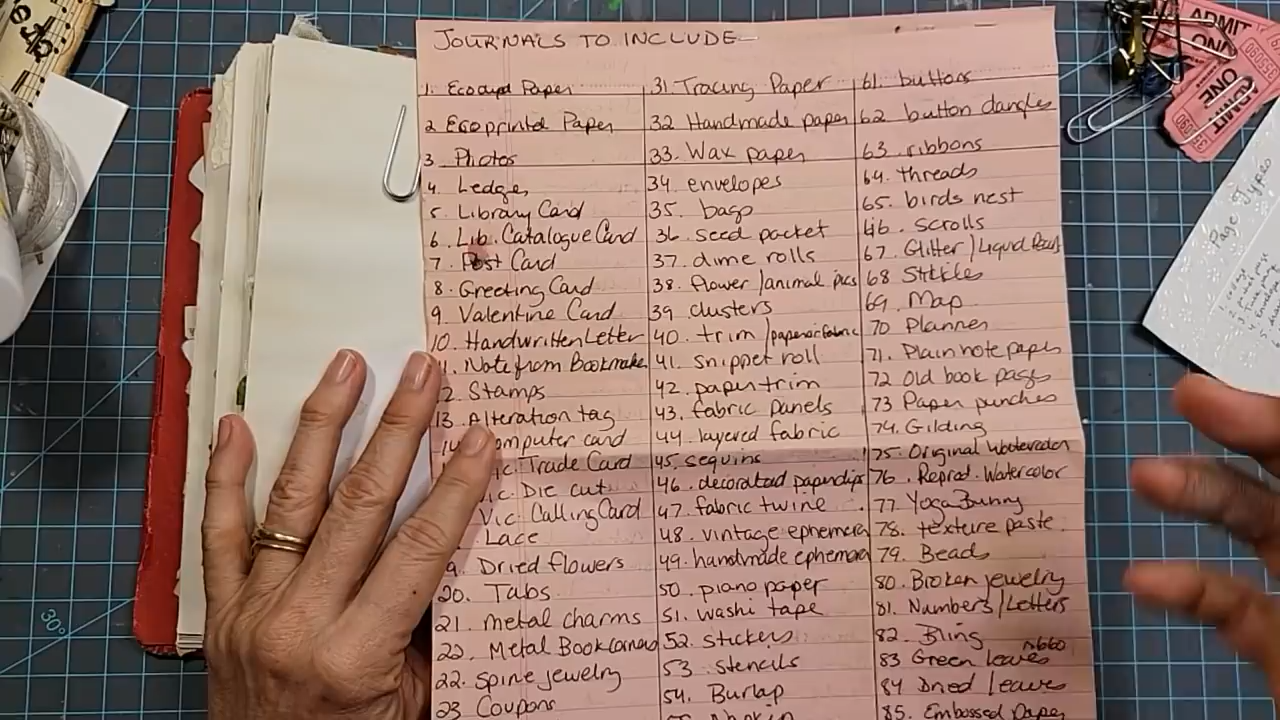 JOURNALS TO INCLUDE
1. Ecodyed Paper
2 Ecoprinted Paper
3. Photos
4. Ledger
5. Library Card
6. Lib. Catalogue Card
7. Post Card
8. Greeting Card
9. Valentine Card
10. Handwritten Letter
1. Note from Bookmaker
2. Stamps
13. Alteration tag
14. omputer card
ic. Trade Card
ic. Die cut
Vic. Calling Card
Lace
9. Dried flowers
20. Tabs
21. metal charms
22. Metal Book corners
22. spine jewelry
23 Coupons
31. Tracing Paper
32 Handmade paper
33. Wax paper
34. envelopes
35. bags
36. seed packet
37. dime rolls
38. flower/animal pics
39. clusters
40. trim/paper or fabric
41. snippet roll
42. paper trim
43. fabric panels
44. layered fabric
45. sequins
46. decorated paperclips
47. fabric twine
48. vintage ephemera
49. handmade ephemera
50. piano paper
51. washi tape
52. stickers
53. stencils
54. Burlap
61. buttons
62 button dangles
63 ribbons
64. threads
65. birds nest
66. scrolls
67. Glitter/Liquid Pearls
68 Stickles
69. Map
70 Planner
71. Plain note paper
72 Old book pages
73 Paper punches
74. Gilding
75. Original Watercolor
76. Reprod. Watercolor
77. Yoga Bunny
78. texture paste
79. Beads
80. Broken jewelry
81. Numbers/Letters
82. Bling
83 Green leaves
84 Dried leaves
85. Embossed Paper
ADMIT
ONE
ADMIT
ONE
Page Types
30°